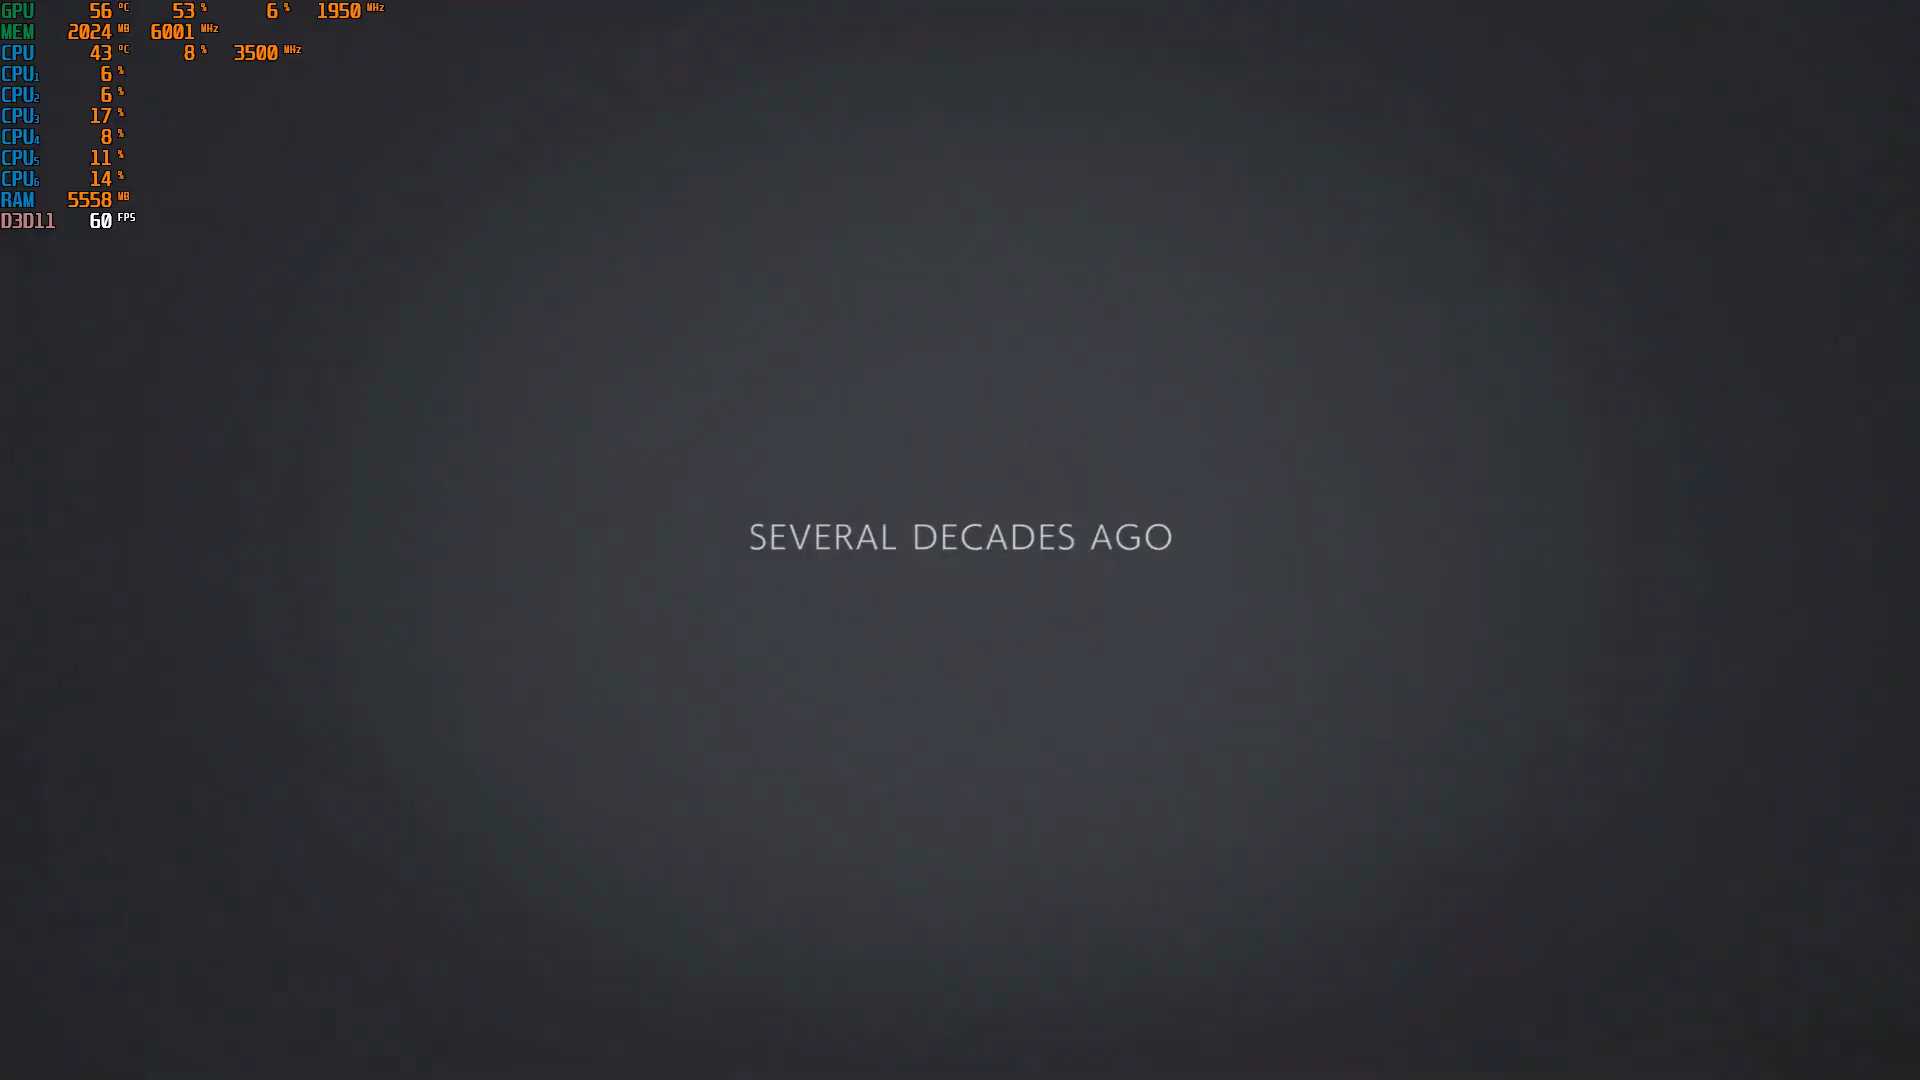 GPU 56 °C 53 % 6 % 1950 MHz
MEM 2024 MB 6001 MHz
CPU 43 °C 8 % 3500 MHz
CPU1 6 %
CPU2 6 %
CPU3 17 %
CPU4 8 %
CPU5 11 %
CPU6 14 %
RAM 5558 MB
D3D11 60 FPS
SEVERAL DECADES AGO